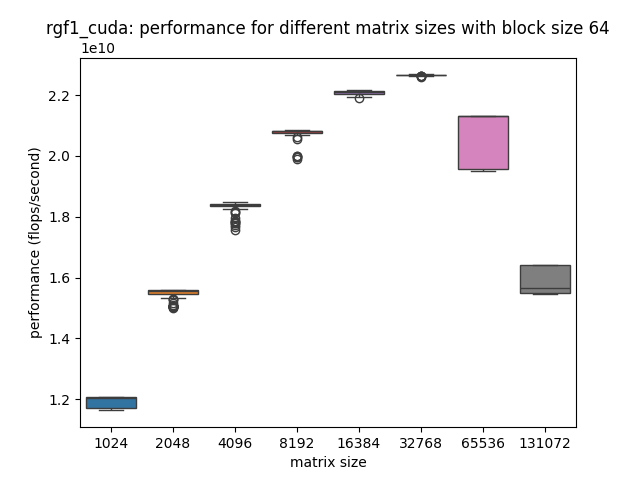 rgf1_cuda: performance for different matrix sizes with block size 64
1e10
performance (flops/second)
2.2
2.0
1.8
1.6
1.4
1.2
1024 2048 4096 8192 16384 32768 65536 131072
matrix size